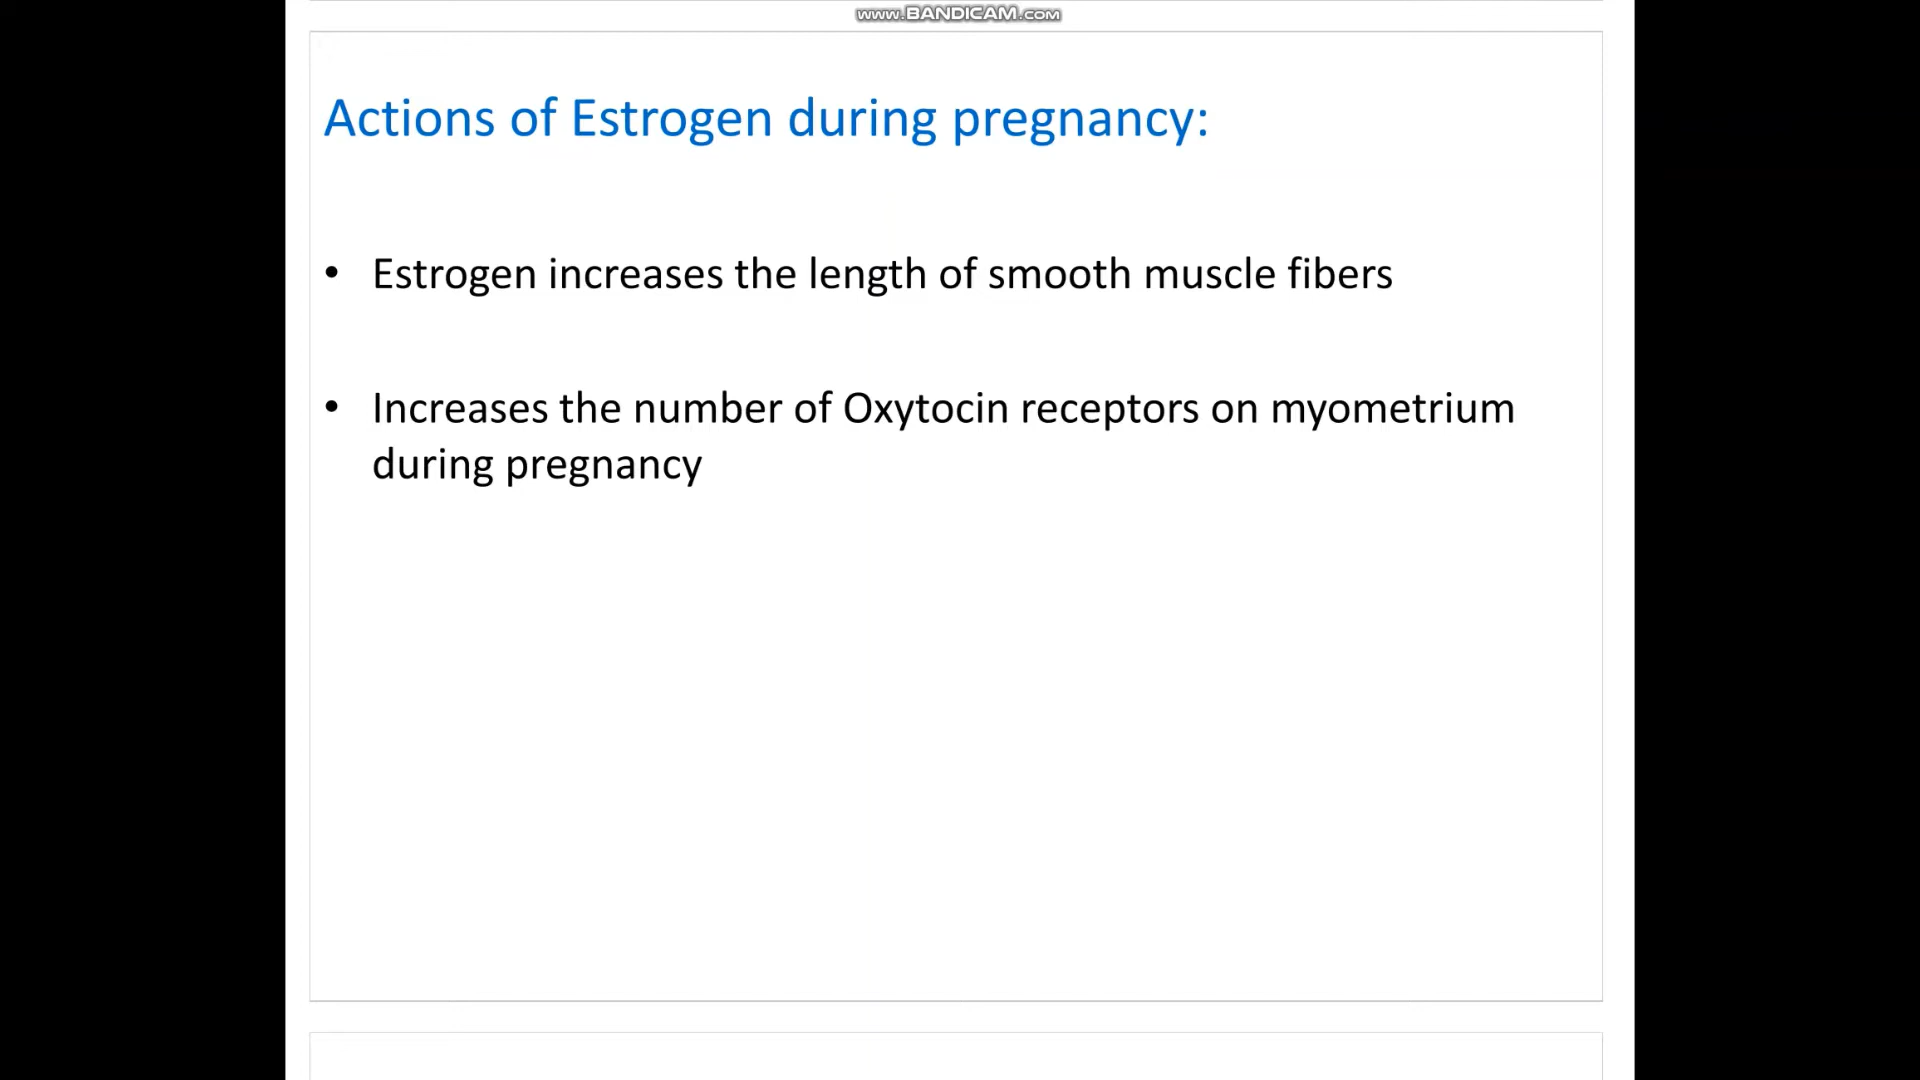 www.BANDICAM.com
Actions of Estrogen during pregnancy:
• Estrogen increases the length of smooth muscle fibers
• Increases the number of Oxytocin receptors on myometrium
during pregnancy